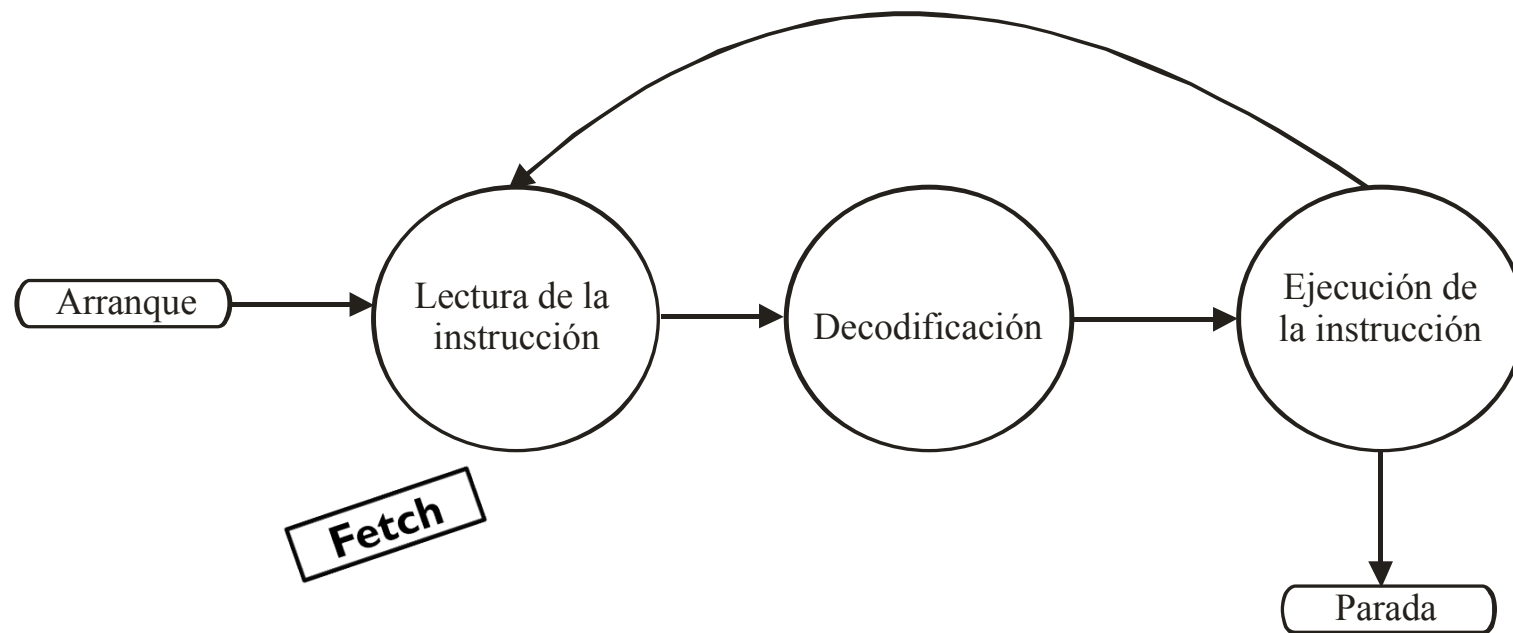 Arranque
Lectura de la
instrucción
Decodificación
Ejecución de
la instrucción
Fetch
Parada